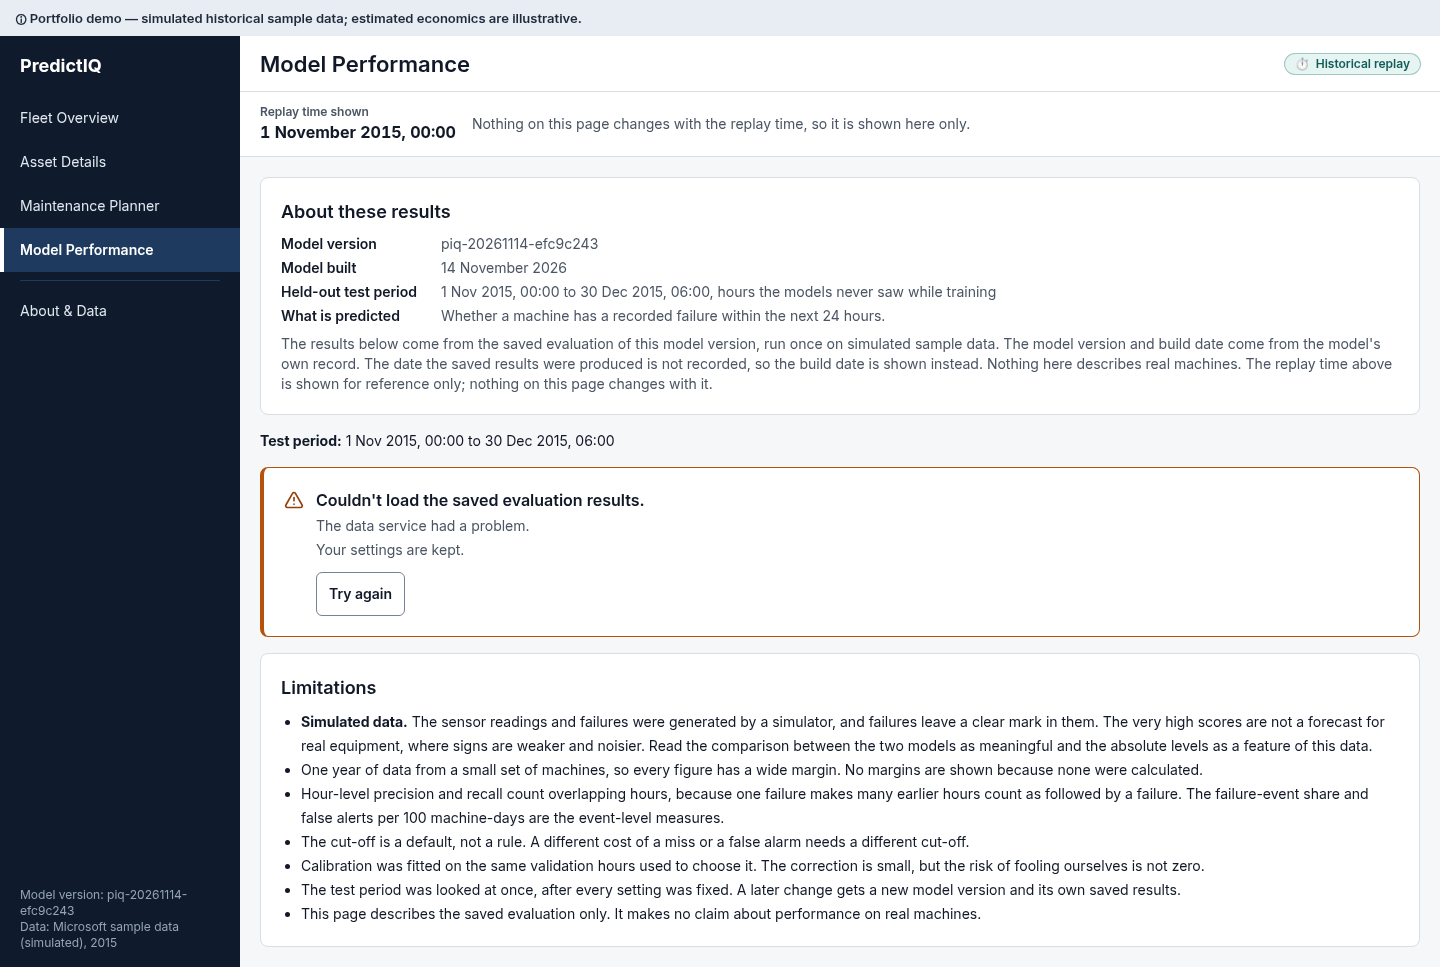 Portfolio demo — simulated historical sample data; estimated economics are illustrative.
PredictIQ
Fleet Overview
Asset Details
Maintenance Planner
Model Performance
About & Data
Model version: piq-20261114-
efc9c243
Data: Microsoft sample data
(simulated), 2015
Model Performance
Historical replay
Replay time shown
1 November 2015, 00:00
Nothing on this page changes with the replay time, so it is shown here only.
About these results
Model version piq-20261114-efc9c243
Model built 14 November 2026
Held-out test period 1 Nov 2015, 00:00 to 30 Dec 2015, 06:00, hours the models never saw while training
What is predicted Whether a machine has a recorded failure within the next 24 hours.
The results below come from the saved evaluation of this model version, run once on simulated sample data. The model version and build date come from the model's
own record. The date the saved results were produced is not recorded, so the build date is shown instead. Nothing here describes real machines. The replay time above
is shown for reference only; nothing on this page changes with it.
Test period: 1 Nov 2015, 00:00 to 30 Dec 2015, 06:00
Couldn't load the saved evaluation results.
The data service had a problem.
Your settings are kept.
Try again
Limitations
• Simulated data. The sensor readings and failures were generated by a simulator, and failures leave a clear mark in them. The very high scores are not a forecast for
real equipment, where signs are weaker and noisier. Read the comparison between the two models as meaningful and the absolute levels as a feature of this data.
• One year of data from a small set of machines, so every figure has a wide margin. No margins are shown because none were calculated.
• Hour-level precision and recall count overlapping hours, because one failure makes many earlier hours count as followed by a failure. The failure-event share and
false alerts per 100 machine-days are the event-level measures.
• The cut-off is a default, not a rule. A different cost of a miss or a false alarm needs a different cut-off.
• Calibration was fitted on the same validation hours used to choose it. The correction is small, but the risk of fooling ourselves is not zero.
• The test period was looked at once, after every setting was fixed. A later change gets a new model version and its own saved results.
• This page describes the saved evaluation only. It makes no claim about performance on real machines.